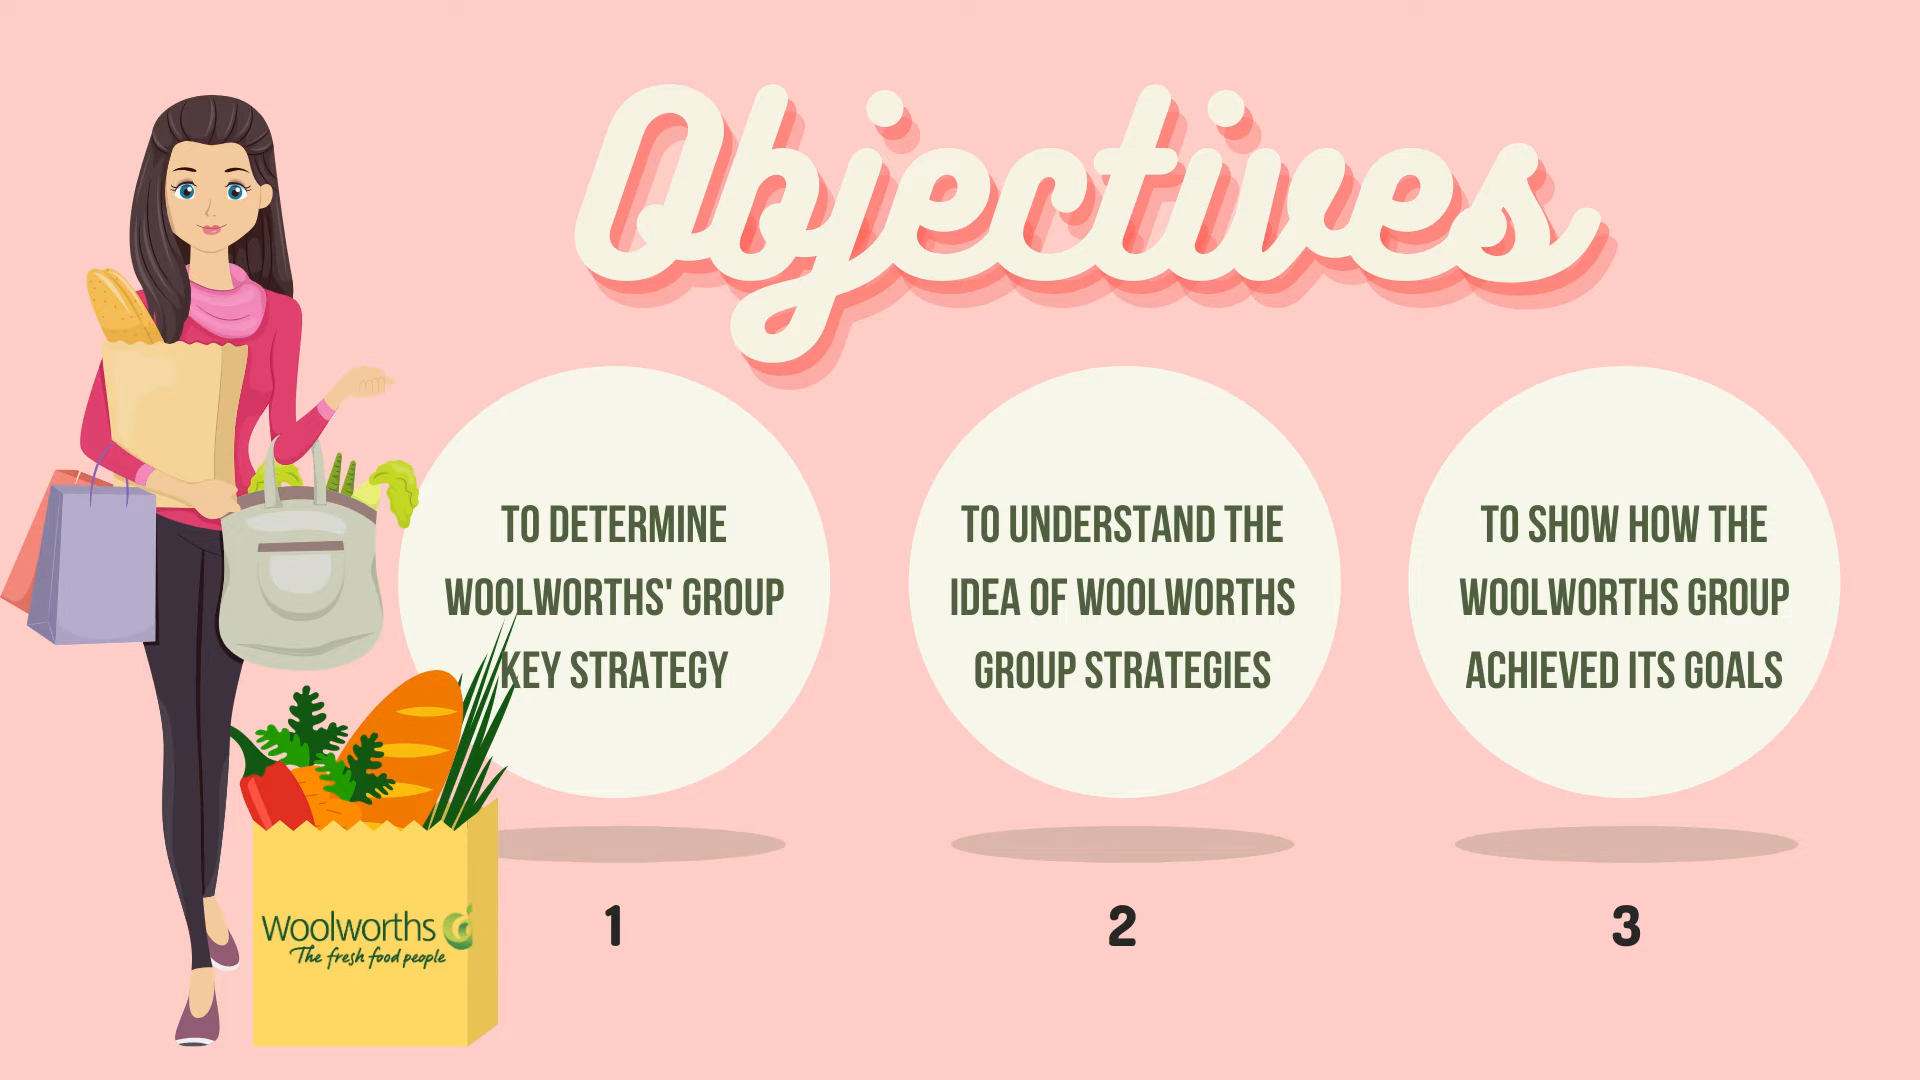 Objectives
TO DETERMINE
WOOLWORTHS' GROUP
KEY STRATEGY
TO UNDERSTAND THE
IDEA OF WOOLWORTHS
GROUP STRATEGIES
TO SHOW HOW THE
WOOLWORTHS GROUP
ACHIEVED ITS GOALS
1
2
3
Woolworths
The fresh food people